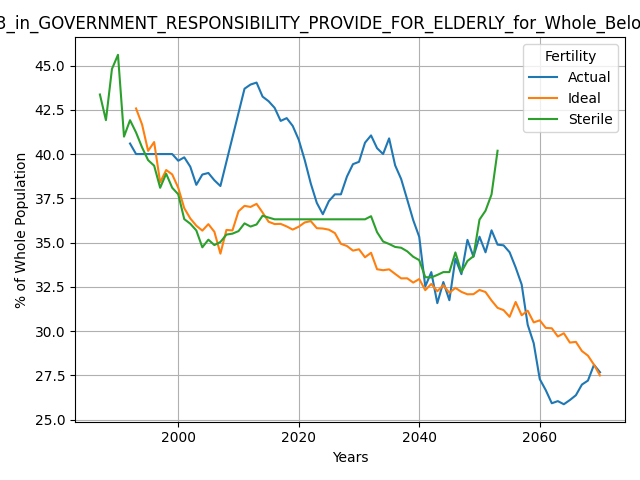 3_in_GOVERNMENT_RESPONSIBILITY_PROVIDE_FOR_ELDERLY_for_Whole_Belo
Fertility
Actual
Ideal
Sterile
% of Whole Population
45.0
42.5
40.0
37.5
35.0
32.5
30.0
27.5
25.0
2000
2020
2040
2060
Years